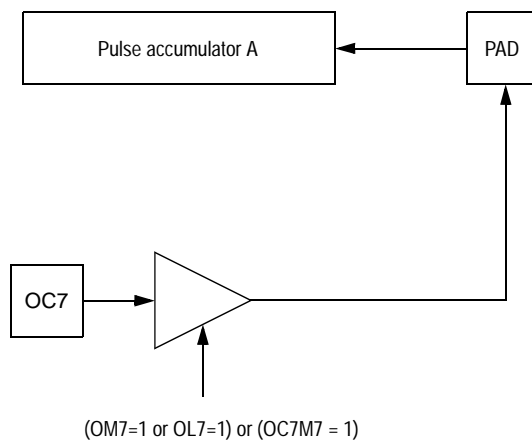 Pulse accumulator A
PAD
OC7
(OM7=1 or OL7=1) or (OC7M7 = 1)